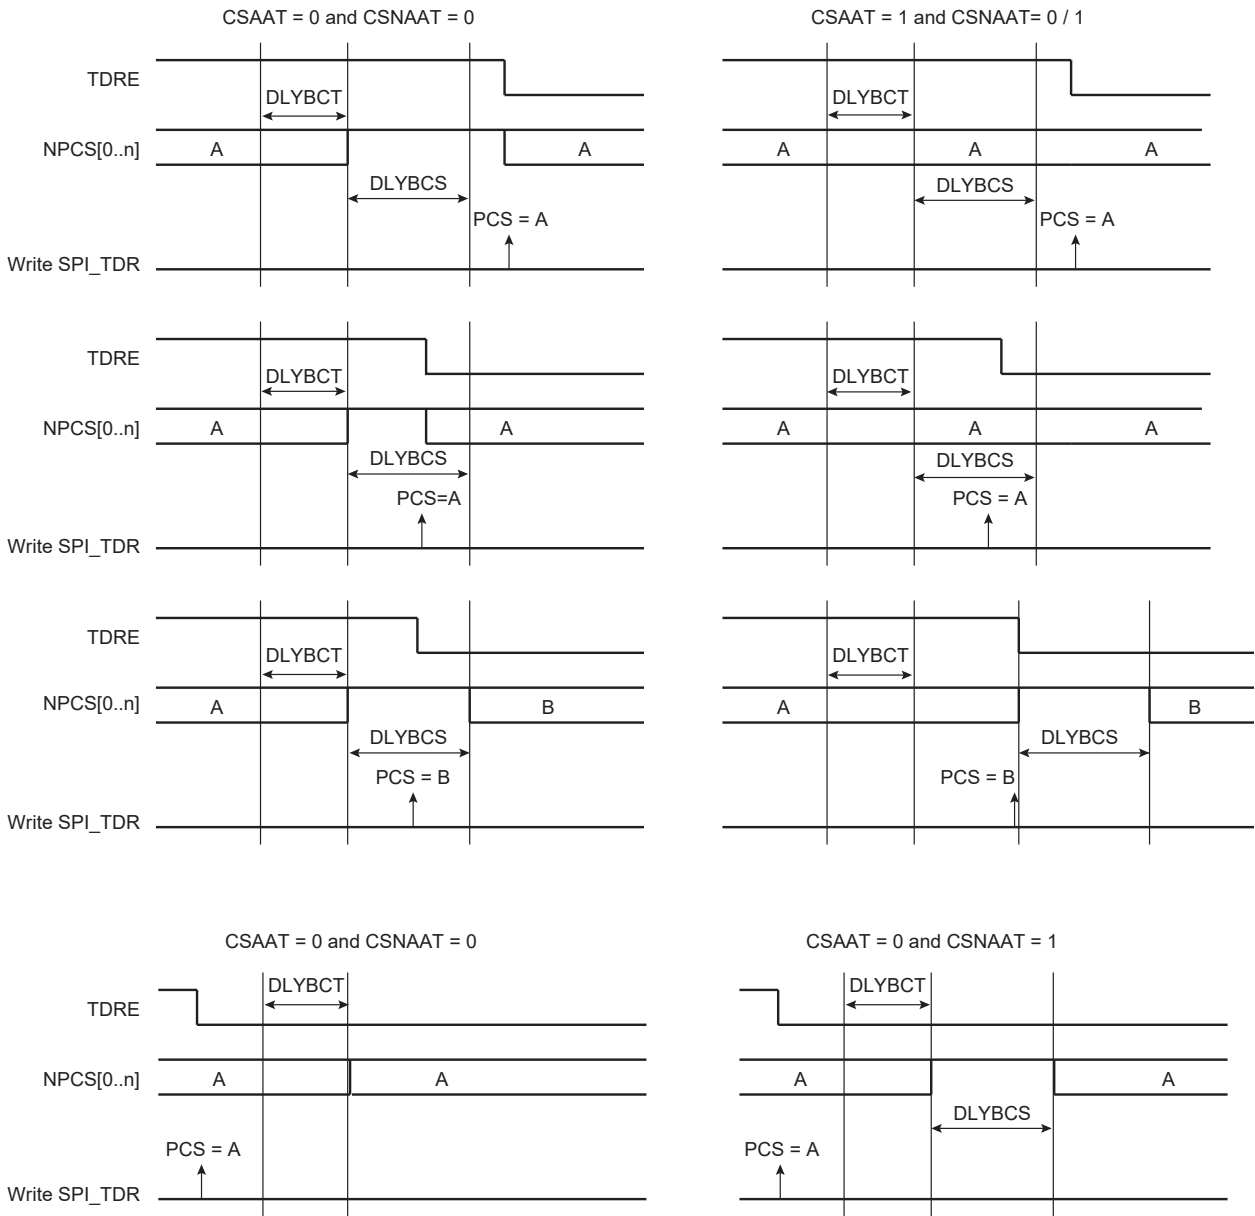 CSAAT = 0 and CSNAAT = 0
CSAAT = 1 and CSNAAT= 0 / 1
TDRE
DLYBCT
DLYBCT
NPCS[0..n]
A
A
A
A
A
DLYBCS
DLYBCS
PCS = A
PCS = A
Write SPI_TDR
TDRE
DLYBCT
DLYBCT
NPCS[0..n]
A
A
A
A
A
DLYBCS
DLYBCS
PCS=A
PCS = A
Write SPI_TDR
TDRE
DLYBCT
DLYBCT
NPCS[0..n]
A
B
A
B
DLYBCS
DLYBCS
PCS = B
PCS = B
Write SPI_TDR
CSAAT = 0 and CSNAAT = 0
CSAAT = 0 and CSNAAT = 1
DLYBCT
DLYBCT
TDRE
NPCS[0..n]
A
A
A
A
DLYBCS
PCS = A
PCS = A
Write SPI_TDR